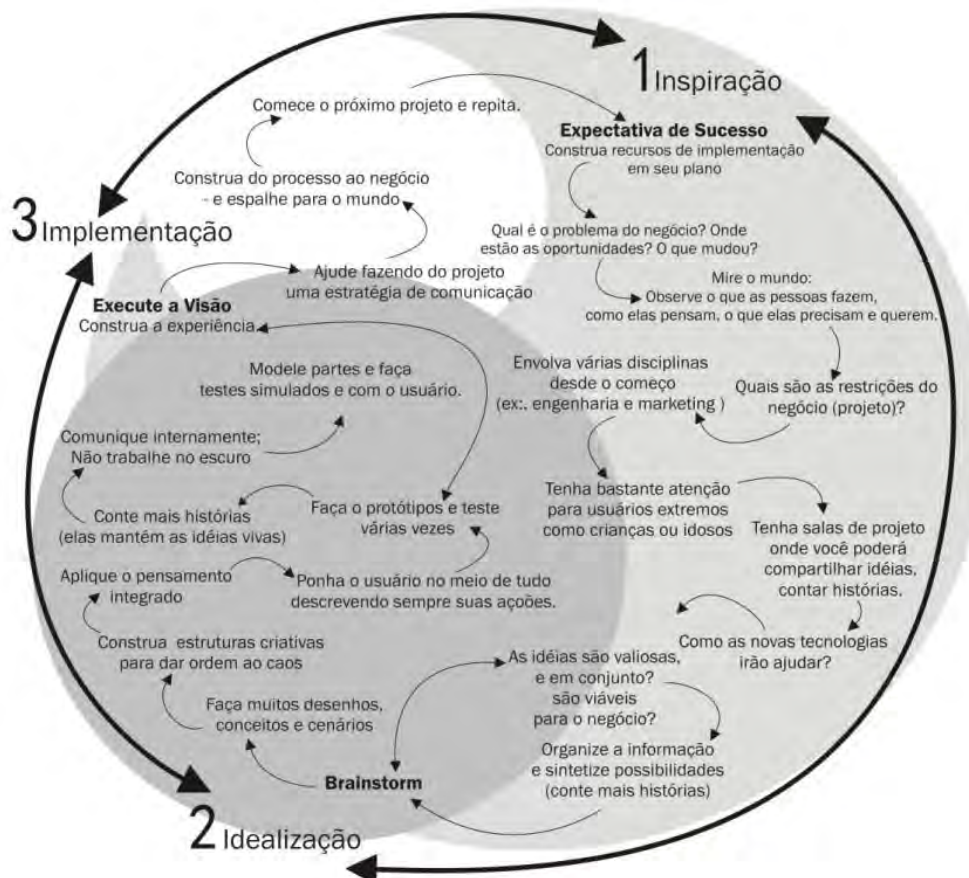 1 Inspiração
Expectativa de Sucesso
Construa recursos de implementação
em seu plano
Qual é o problema do negócio? Onde
estão as oportunidades? O que mudou?
Mire o mundo:
Observe o que as pessoas fazem,
como elas pensam, o que elas precisam e querem.
Quais são as restrições do
negócio (projeto)?
Envolva várias disciplinas
desde o começo
(ex:, engenharia e marketing )
Tenha bastante atenção
para usuários extremos
como crianças ou idosos
Tenha salas de projeto
onde você poderá
compartilhar idéias,
contar histórias.
Como as novas tecnologias
irão ajudar?
As idéias são valiosas,
e em conjunto?
são viáveis
para o negócio?
Organize a informação
e sintetize possibilidades
(conte mais histórias)
2 Idealização
Brainstorm
Faça muitos desenhos,
conceitos e cenários
Construa estruturas criativas
para dar ordem ao caos
Aplique o pensamento
integrado
Ponha o usuário no meio de tudo
descrevendo sempre suas açoões.
Faça o protótipos e teste
várias vezes
Conte mais histórias
(elas mantém as idéias vivas)
Comunique internamente;
Não trabalhe no escuro
Modele partes e faça
testes simulados e com o usuário.
3 Implementação
Execute a Visão
Construa a experiência
Ajude fazendo do projeto
uma estratégia de comunicação
Construa do processo ao negócio
- e espalhe para o mundo
Comece o próximo projeto e repita.